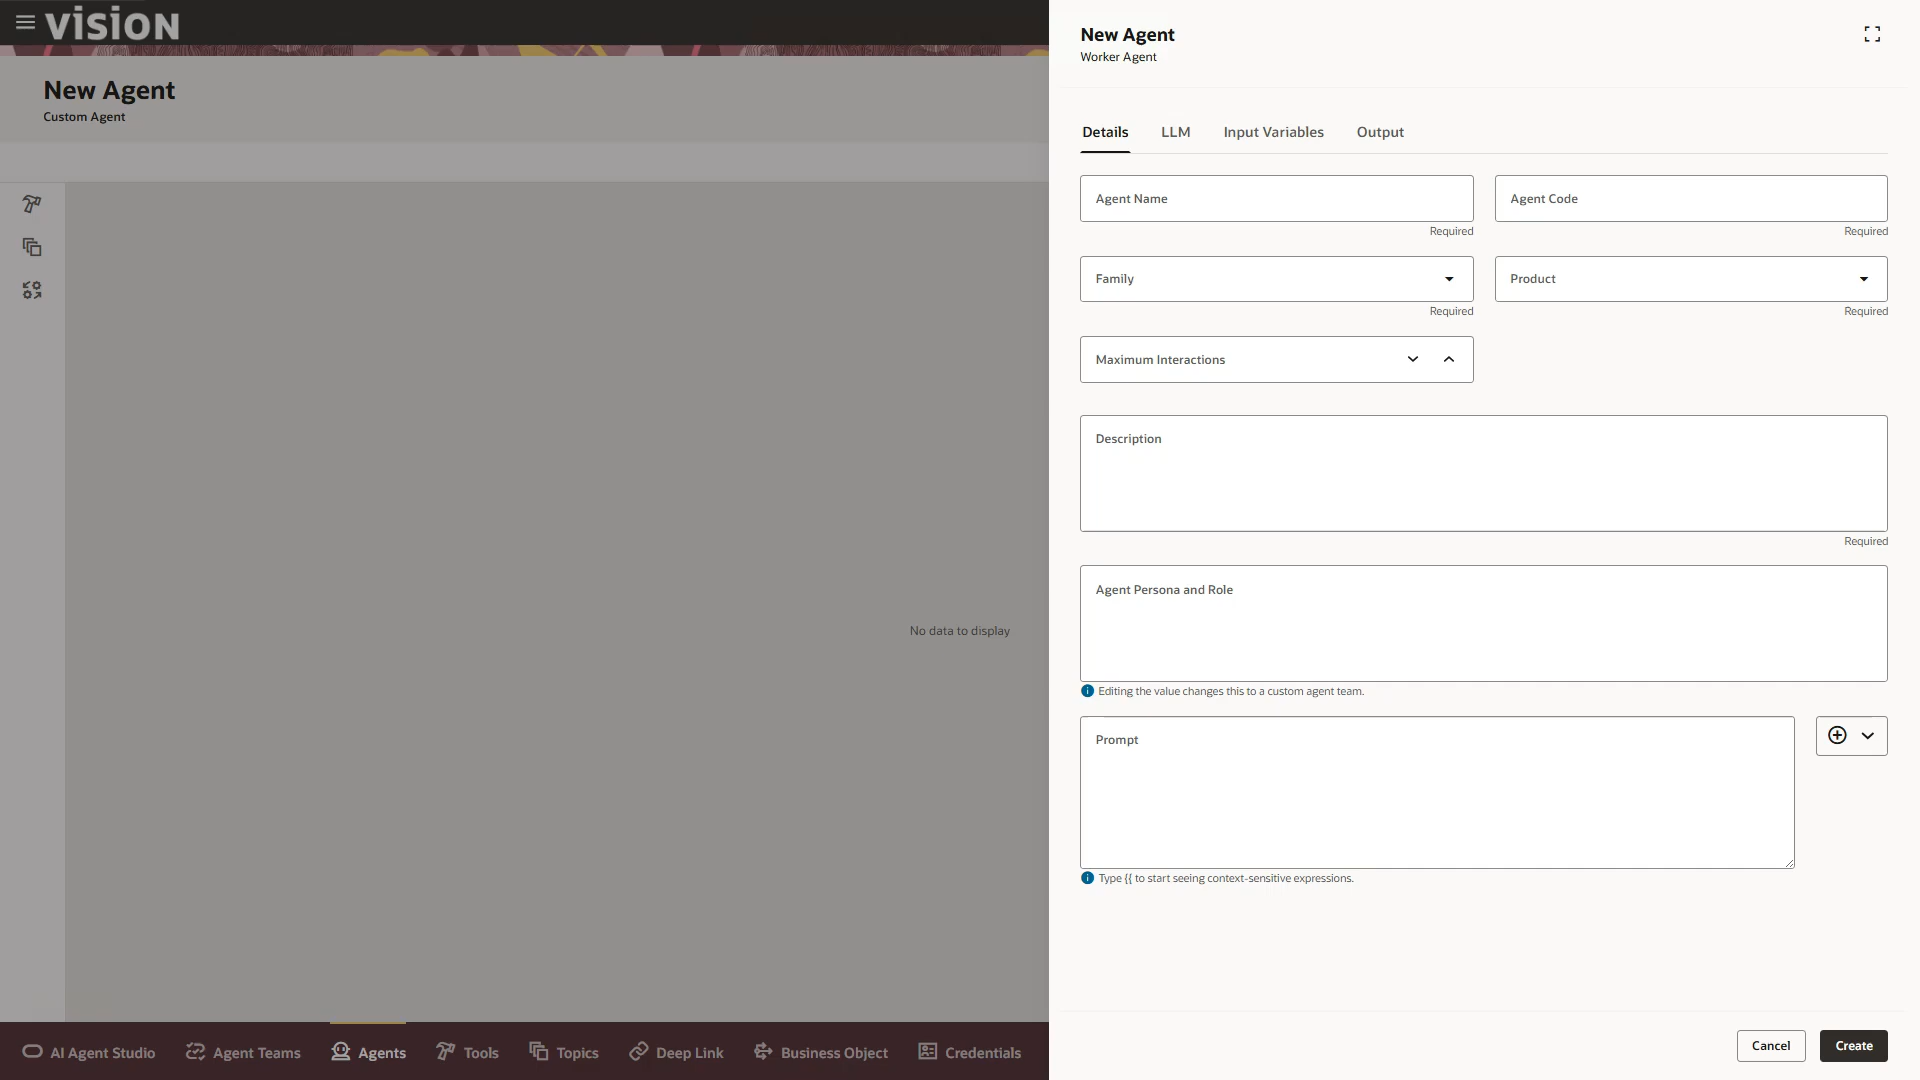 VISION
New Agent
Custom Agent
No data to display
AI Agent Studio
Agent Teams
Agents
Tools
Topics
Deep Link
Business Object
Credentials
New Agent
Worker Agent
Details
LLM
Input Variables
Output
Agent Name
Required
Agent Code
Required
Family
Required
Product
Required
Maximum Interactions
Description
Required
Agent Persona and Role
Editing the value changes this to a custom agent team.
Prompt
Type {{ to start seeing context-sensitive expressions.
Cancel
Create